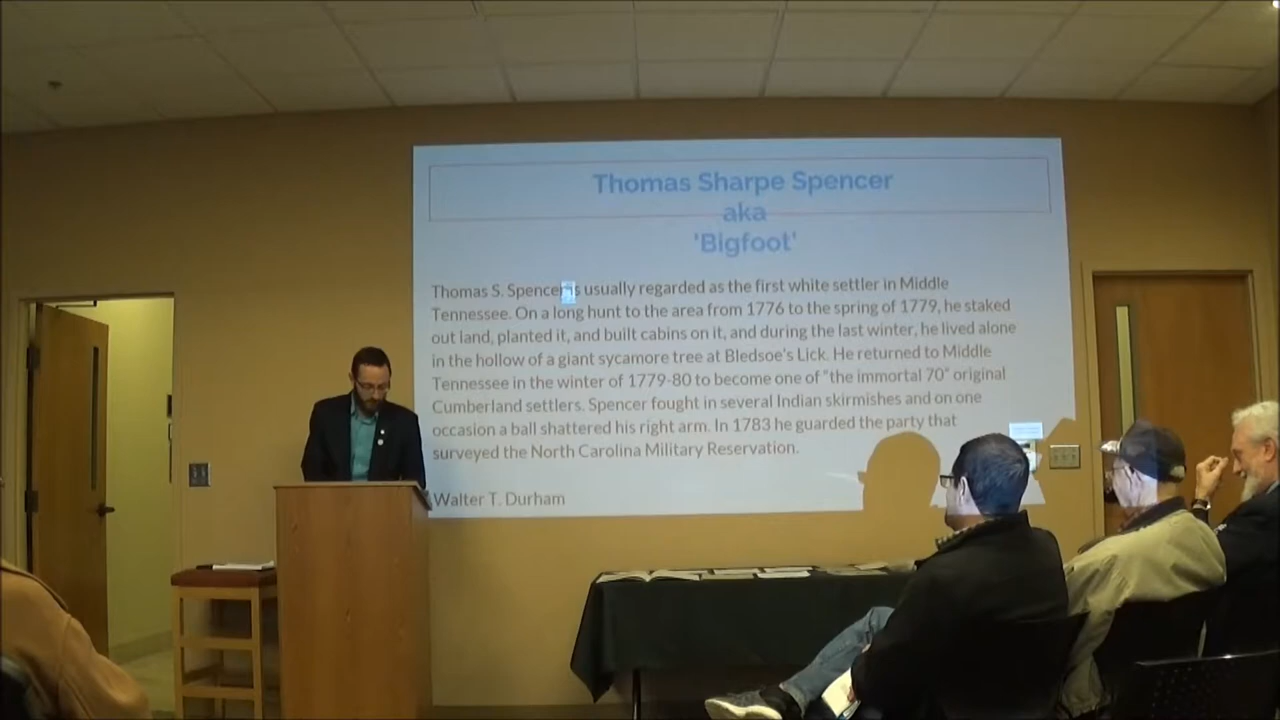 Thomas Sharpe Spencer
aka
'Bigfoot'
Thomas S. Spencer is usually regarded as the first white settler in Middle
Tennessee. On a long hunt to the area from 1776 to the spring of 1779, he staked
out land, planted it, and built cabins on it, and during the last winter, he lived alone
in the hollow of a giant sycamore tree at Bledsoe's Lick. He returned to Middle
Tennessee in the winter of 1779-80 to become one of "the immortal 70" original
Cumberland settlers. Spencer fought in several Indian skirmishes and on one
occasion a ball shattered his right arm. In 1783 he guarded the party that
surveyed the North Carolina Military Reservation.
Walter T. Durham